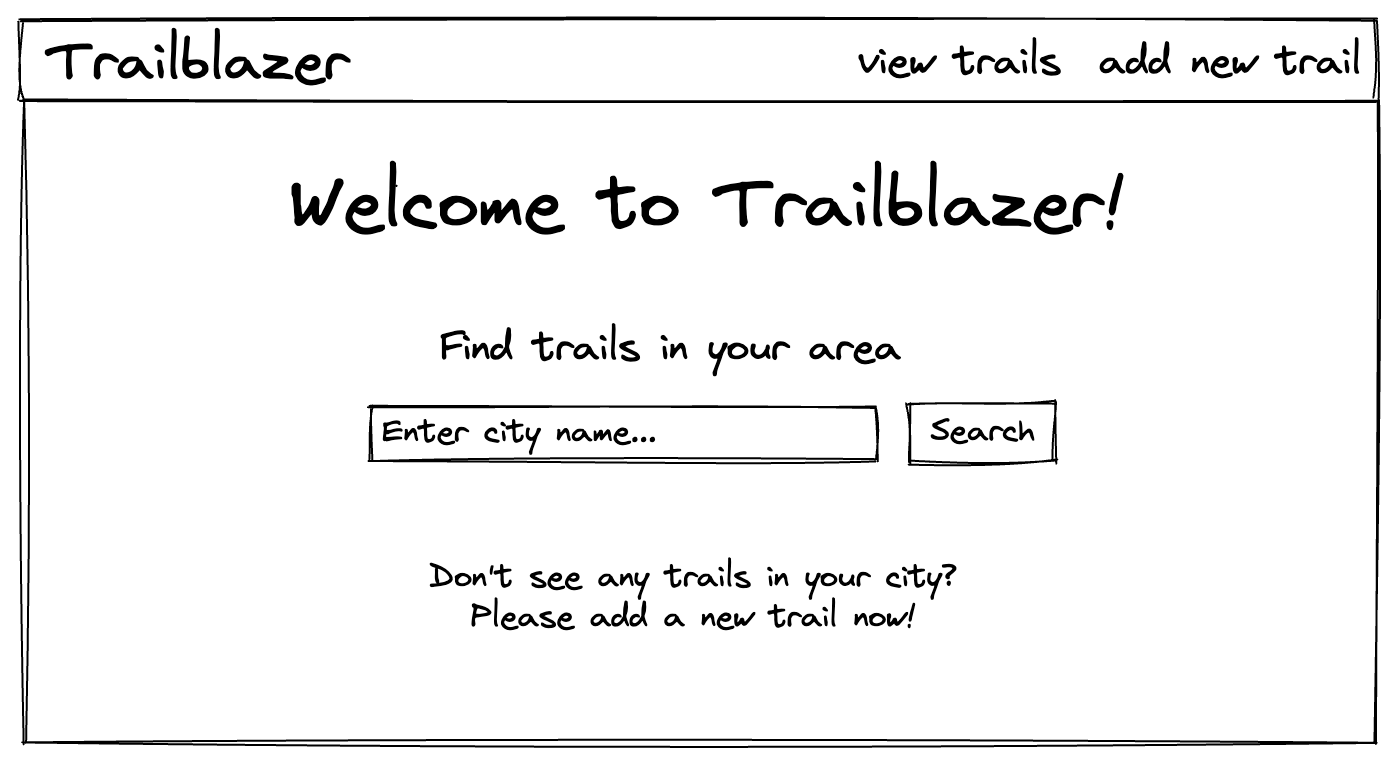 Trailblazer
view trails add new trail
Welcome to Trailblazer!
Find trails in your area
Enter city name...
Search
Don't see any trails in your city?
Please add a new trail now!